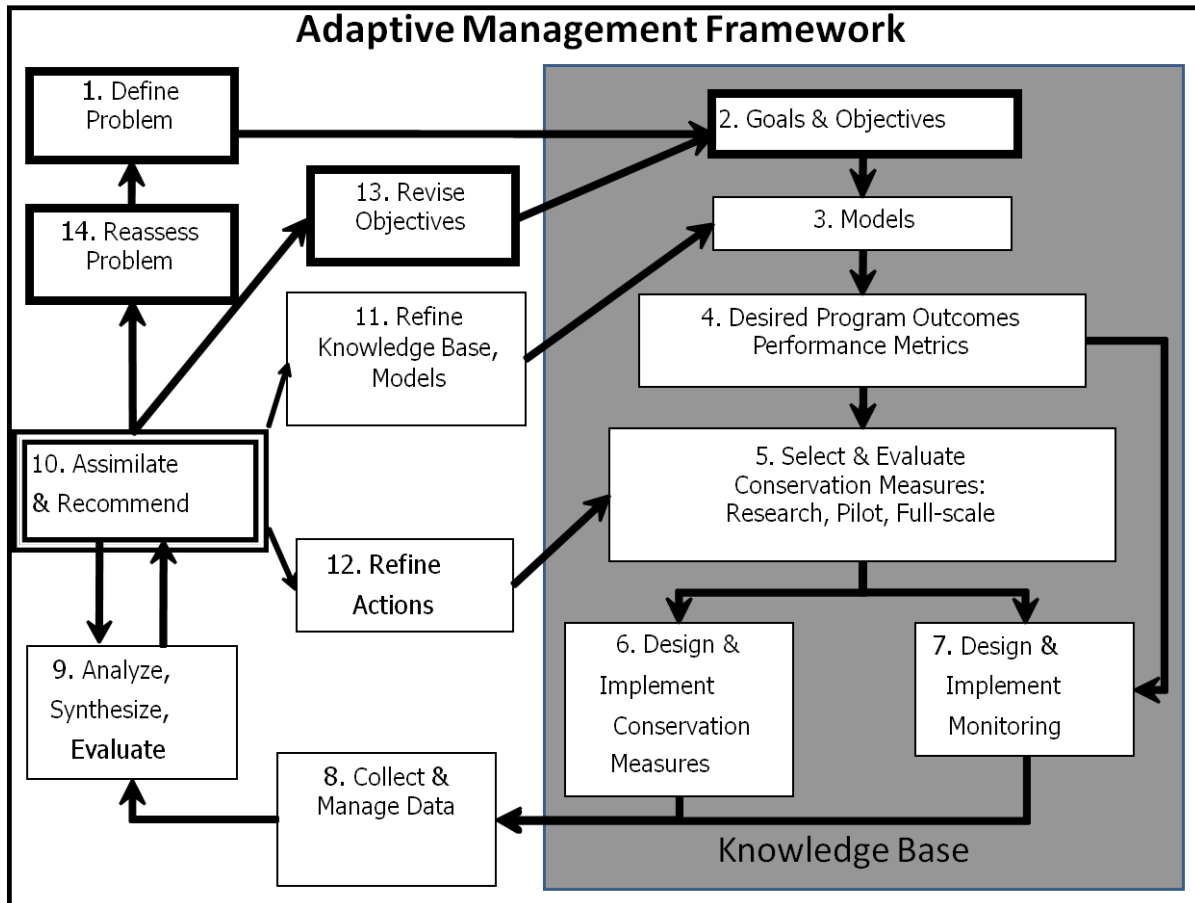 Adaptive Management Framework
1. Define
Problem
2. Goals & Objectives
13. Revise
Objectives
14. Reassess
Problem
3. Models
11. Refine
Knowledge Base,
Models
4. Desired Program Outcomes
Performance Metrics
10. Assimilate
& Recommend
5. Select & Evaluate
Conservation Measures:
Research, Pilot, Full-scale
12. Refine
Actions
6. Design &
Implement
Conservation
Measures
7. Design &
Implement
Monitoring
9. Analyze,
Synthesize,
Evaluate
8. Collect &
Manage Data
Knowledge Base